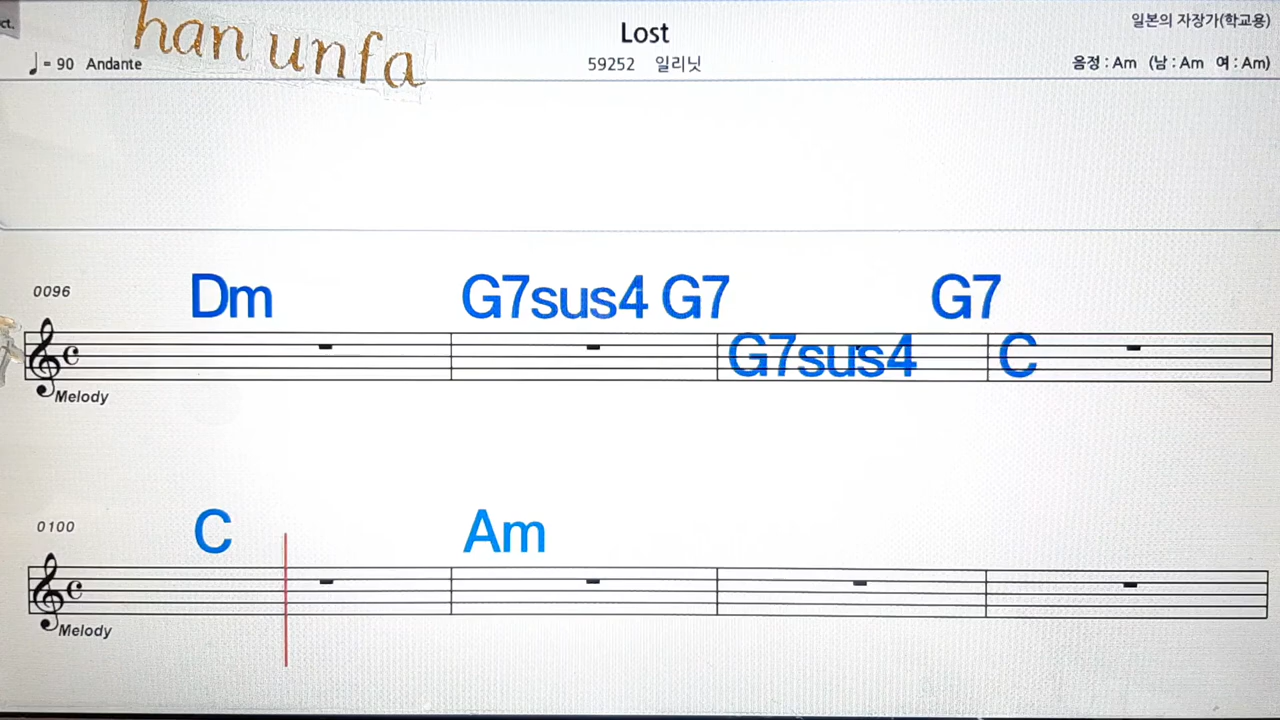 ct.
han unfa
Lost
일본의 자장가(학교용)
♩= 90 Andante
59252 일리닛
음정 : Am (남 : Am 여 : Am)
0096
Dm G7sus4 G7 G7
G7sus4 C
Melody
0100
C Am
Melody